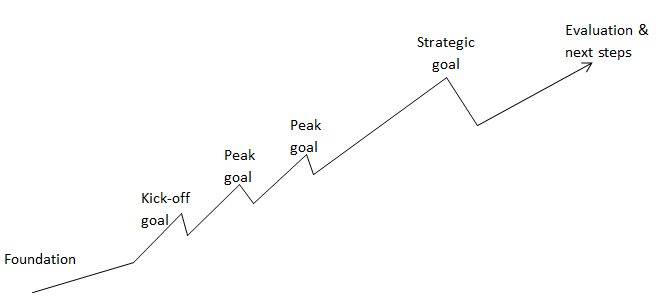 Foundation
Kick-off
goal
Peak
goal
Peak
goal
Strategic
goal
Evaluation &
next steps